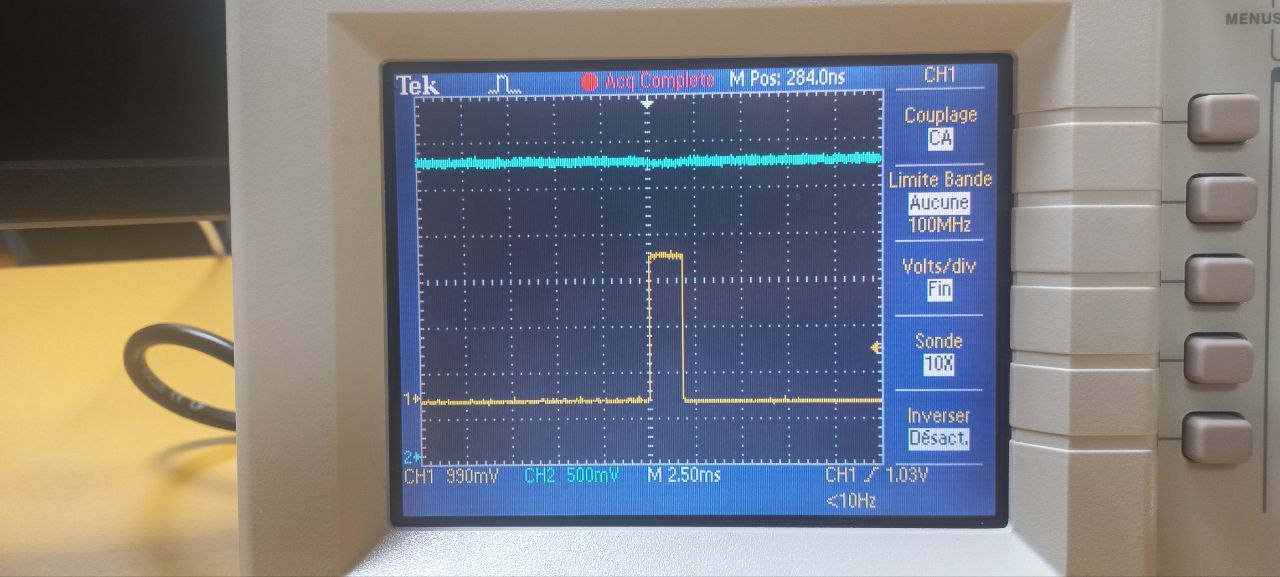 MENUS
Tek Acq Complete M Pos: 284.0ns CH1
Couplage
CA
Limite Bande
Aucune
100MHz
Volts/div
Fin
Sonde
10X
1
Inverser
Désact.
2
CH1 990mV CH2 500mV M 2.50ms CH1 1.03V
<10Hz